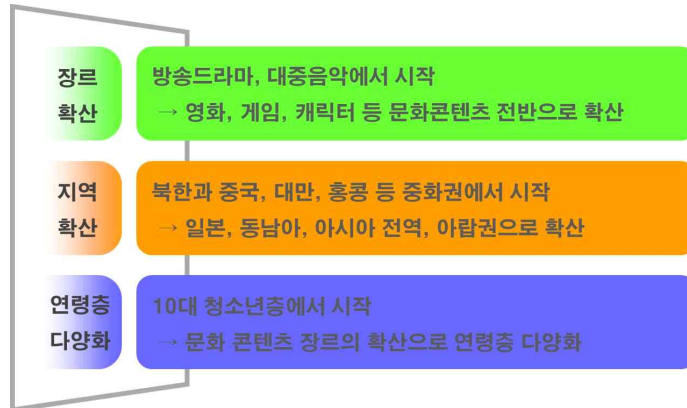 장르
확산
방송드라마, 대중음악에서 시작
→ 영화, 게임, 캐릭터 등 문화콘텐츠 전반으로 확산
지역
확산
북한과 중국, 대만, 홍콩 등 중화권에서 시작
→ 일본, 동남아, 아시아 전역, 아랍권으로 확산
연령층
다양화
10대 청소년층에서 시작
→ 문화 콘텐츠 장르의 확산으로 연령층 다양화